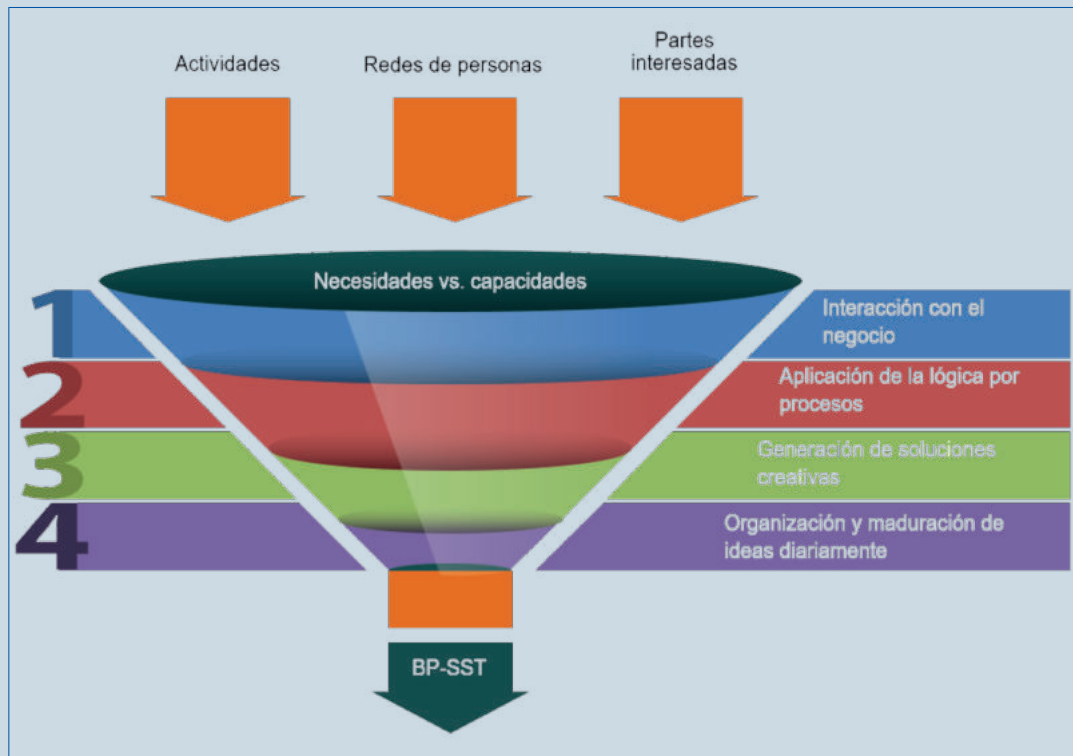 Actividades
Redes de personas
Partes
interesadas
Necesidades vs. capacidades
1
Interacción con el
negocio
2
Aplicación de la lógica por
procesos
3
Genaración de soluciones
creativas
4
Organización y maduración de
ideas diariamente
BP-SST